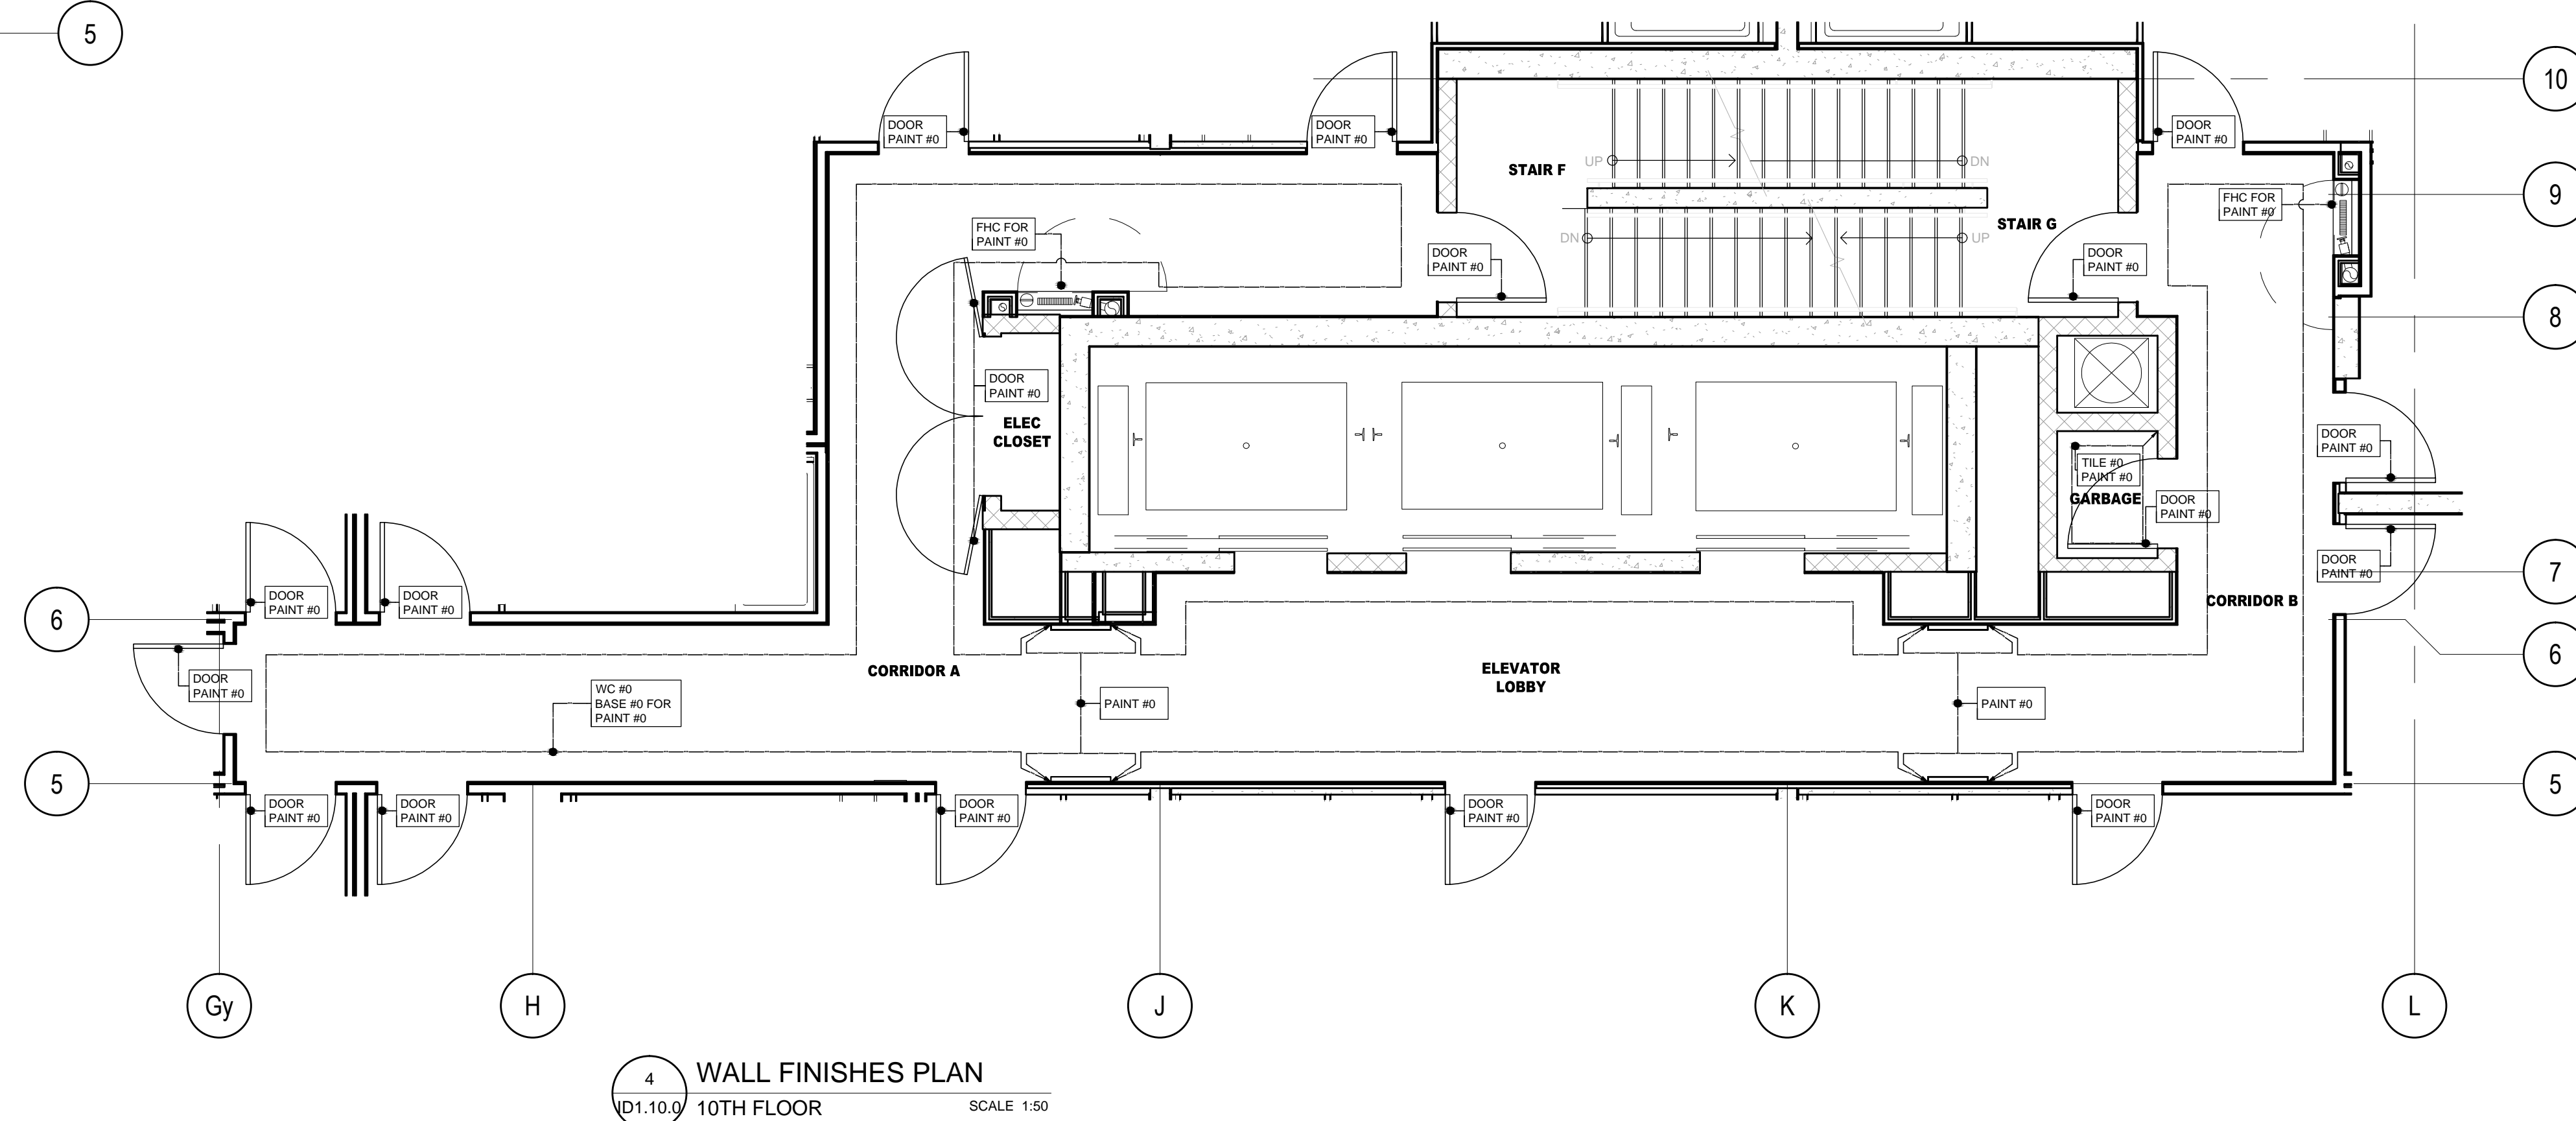 5
10
DOOR
PAINT #0
DOOR
PAINT #0
DOOR
PAINT #0
STAIR F
UP
DN
9
FHC FOR
PAINT #0
FHC FOR
PAINT #0
STAIR G
DN
UP
DOOR
PAINT #0
DOOR
PAINT #0
8
DOOR
PAINT #0
ELEC
CLOSET
DOOR
PAINT #0
TILE #0
PAINT #0
GARBAGE
DOOR
PAINT #0
DOOR
PAINT #0
7
DOOR
PAINT #0
DOOR
PAINT #0
CORRIDOR B
6
6
DOOR
PAINT #0
CORRIDOR A
ELEVATOR
LOBBY
WC #0
BASE #0 FOR
PAINT #0
PAINT #0
PAINT #0
5
5
DOOR
PAINT #0
DOOR
PAINT #0
DOOR
PAINT #0
DOOR
PAINT #0
DOOR
PAINT #0
Gy
H
J
K
L
4
WALL FINISHES PLAN
ID1.10.0
10TH FLOOR
SCALE 1:50